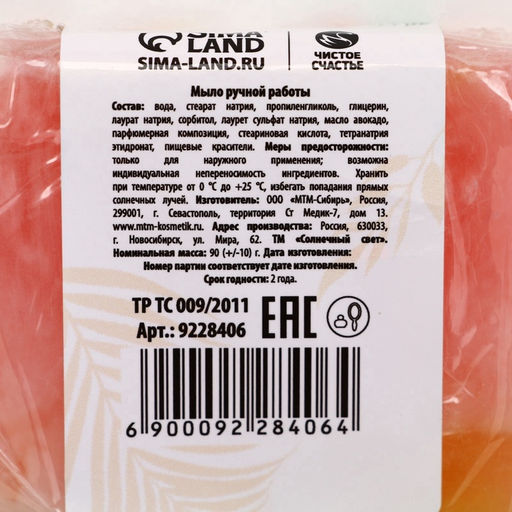 SIMA
LAND
SIMA-LAND.RU
ЧИСТОЕ
СЧАСТЬЕ
Мыло ручной работы
Состав: вода, стеарат натрия, пропиленгликоль, глицерин,
лаурат натрия, сорбитол, лаурет сульфат натрия, масло авокадо,
парфюмерная композиция, стеариновая кислота, тетранатрия
этидронат, пищевые красители. Меры предосторожности:
только для наружного применения; возможна
индивидуальная непереносимость ингредиентов. Хранить
при температуре от 0 °C до +25 °C, избегать попадания прямых
солнечных лучей. Изготовитель: ООО «МТМ-Сибирь», Россия,
299001, г. Севастополь, территория Ст Медик-7, дом 13.
www.mtm-kosmetik.ru. Адрес производства: Россия, 630033,
г. Новосибирск, ул. Мира, 62. ТМ «Солнечный свет».
Номинальная масса: 90 (+/-10) г. Дата изготовления:
Номер партии соответствует дате изготовления.
Срок годности: 2 года.
ТР ТС 009/2011
Арт.: 9228406
EAC
6 900092 284064